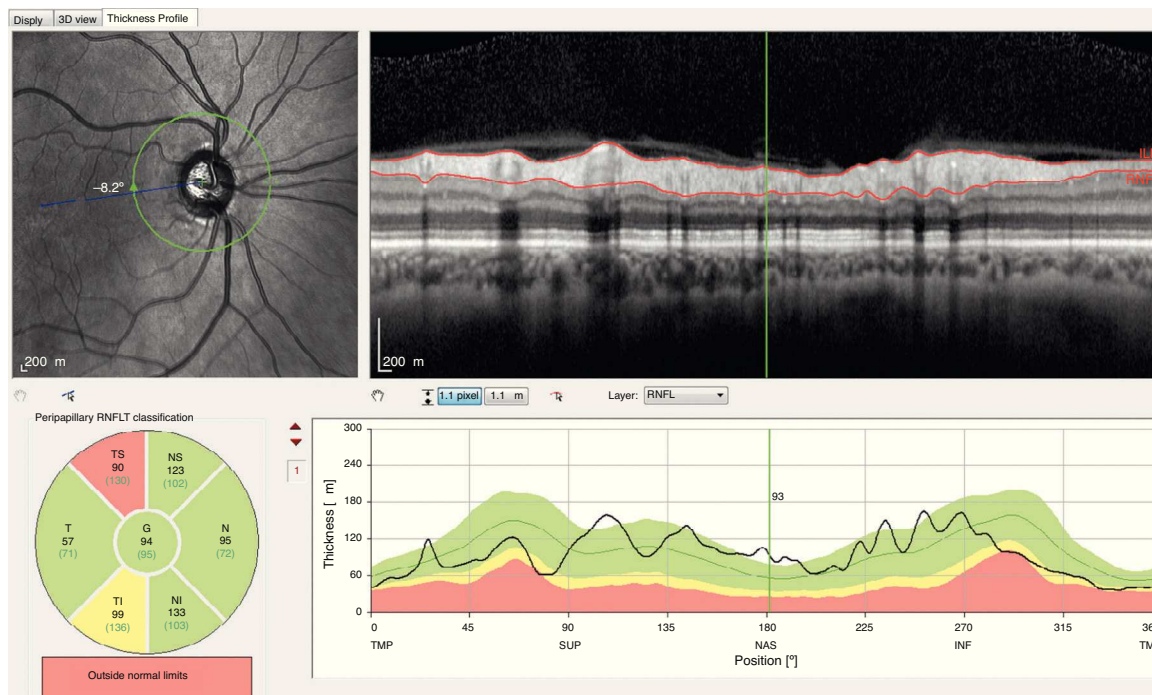 Disply 3D view Thickness Profile
−8.2°
200 m
ILM
200 m
1.1 pixel 1.1 m Layer: RNFL
Peripapillary RNFLT classification
TS
90
(130)
NS
123
(102)
T
57
(71)
G
94
(95)
N
95
(72)
TI
99
(136)
NI
133
(103)
Outside normal limits
1
Thickness [ m]
300
240
180
120
60
0
93
0 45 90 135 180 225 270 315 36
TMP SUP NAS INF TM
Position [°]